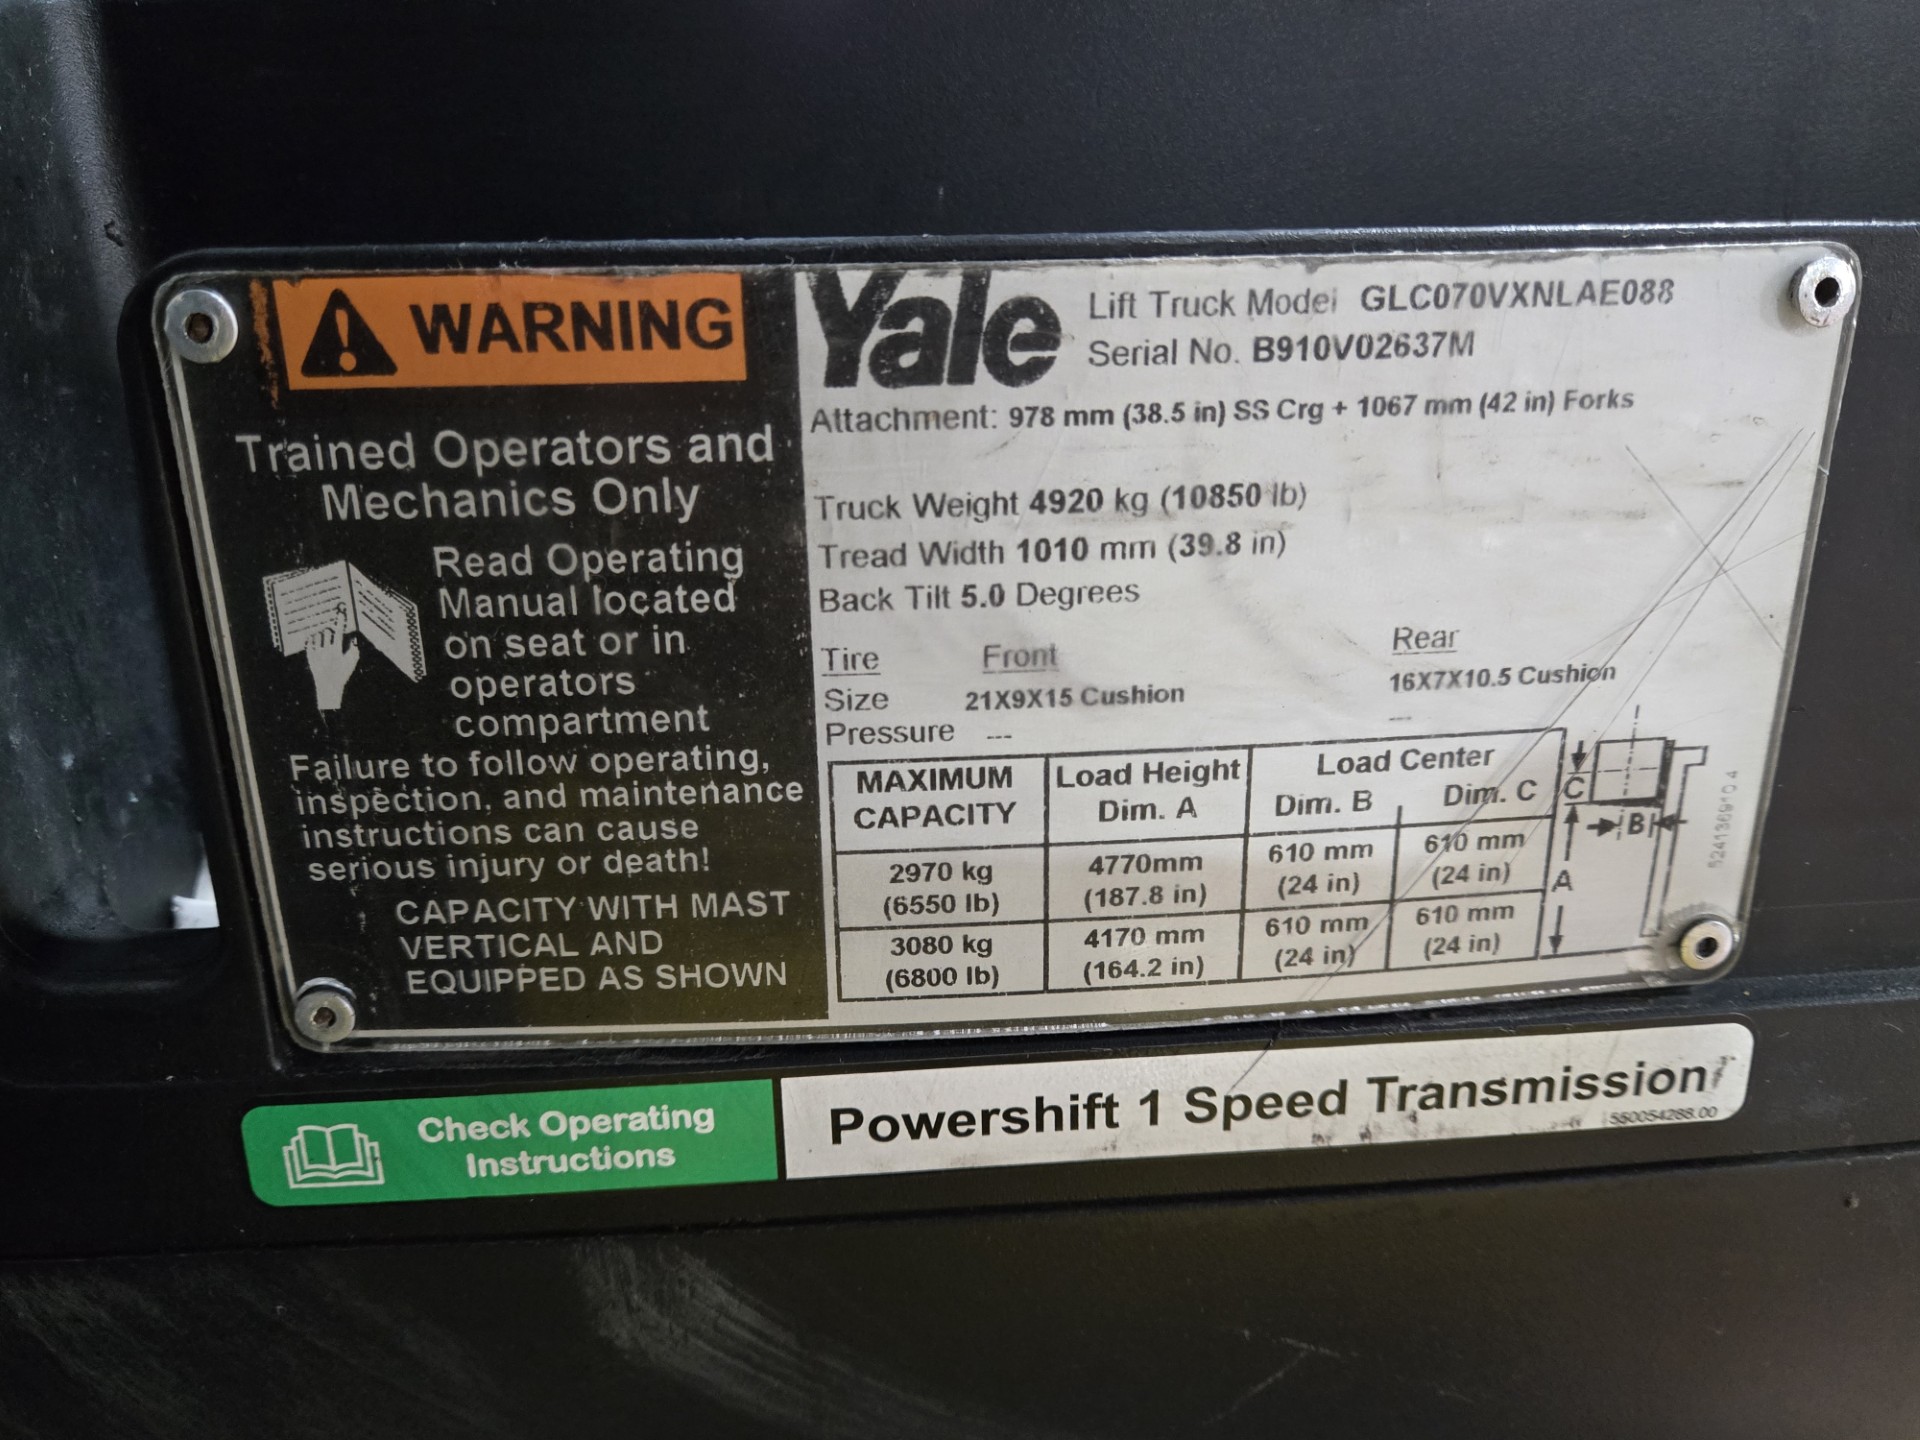 WARNING
Trained Operators and
Mechanics Only
Read Operating
Manual located
on seat or in
operators
compartment
Failure to follow operating,
inspection, and maintenance
instructions can cause
serious injury or death!
CAPACITY WITH MAST
VERTICAL AND
EQUIPPED AS SHOWN
Yale
Lift Truck Model GLC070VXNLAE088
Serial No. B910V02637M
Attachment: 978 mm (38.5 in) SS Crg + 1067 mm (42 in) Forks
Truck Weight 4920 kg (10850 lb)
Tread Width 1010 mm (39.8 in)
Back Tilt 5.0 Degrees
Tire Front Rear
Size 21X9X15 Cushion 16X7X10.5 Cushion
Pressure --- ---
MAXIMUM CAPACITY Load Height Dim. A Load Center Dim. B Dim. C
2970 kg (6550 lb) 4770mm (187.8 in) 610 mm (24 in) 610 mm (24 in)
3080 kg (6800 lb) 4170 mm (164.2 in) 610 mm (24 in) 610 mm (24 in)
C
B
A
524136910 4
Check Operating
Instructions
Powershift 1 Speed Transmission
550054288.00